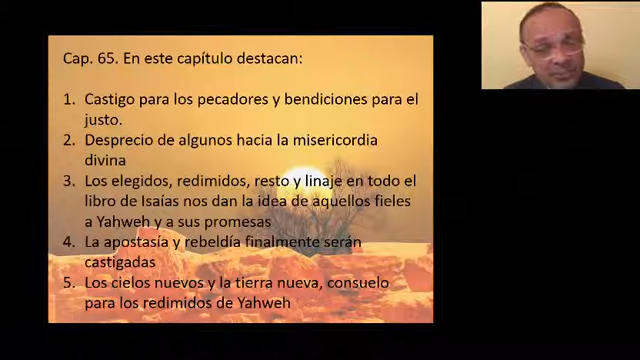 Cap. 65. En este capítulo destacan:
1. Castigo para los pecadores y bendiciones para el
justo.
2. Desprecio de algunos hacia la misericordia
divina
3. Los elegidos, redimidos, resto y linaje en todo el
libro de Isaías nos dan la idea de aquellos fieles
a Yahweh y a sus promesas
4. La apostasía y rebeldía finalmente serán
castigadas
5. Los cielos nuevos y la tierra nueva, consuelo
para los redimidos de Yahweh